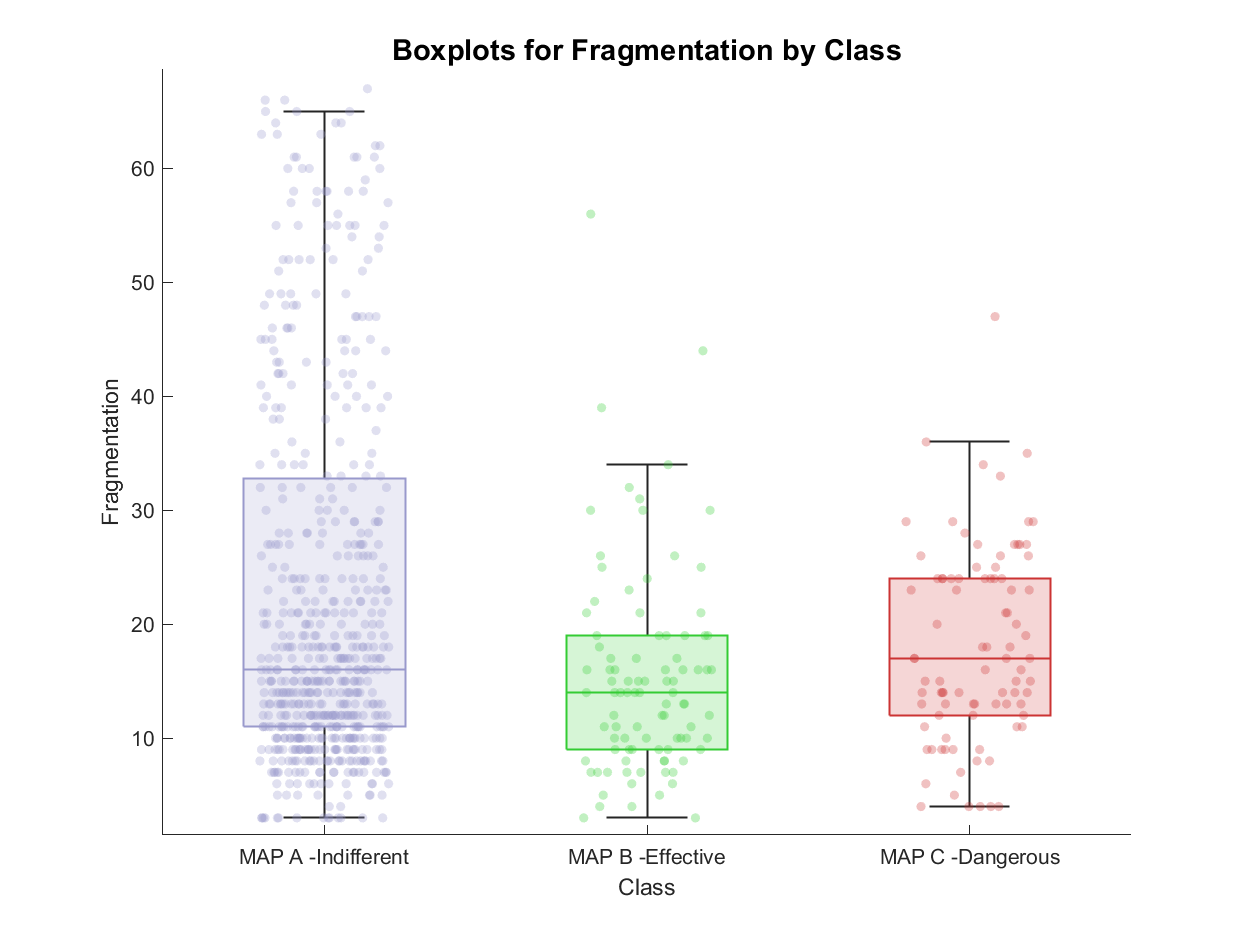 Boxplots for Fragmentation by Class
60
50
40
30
20
10
Fragmentation
MAP A -Indifferent
MAP B -Effective
MAP C -Dangerous
Class